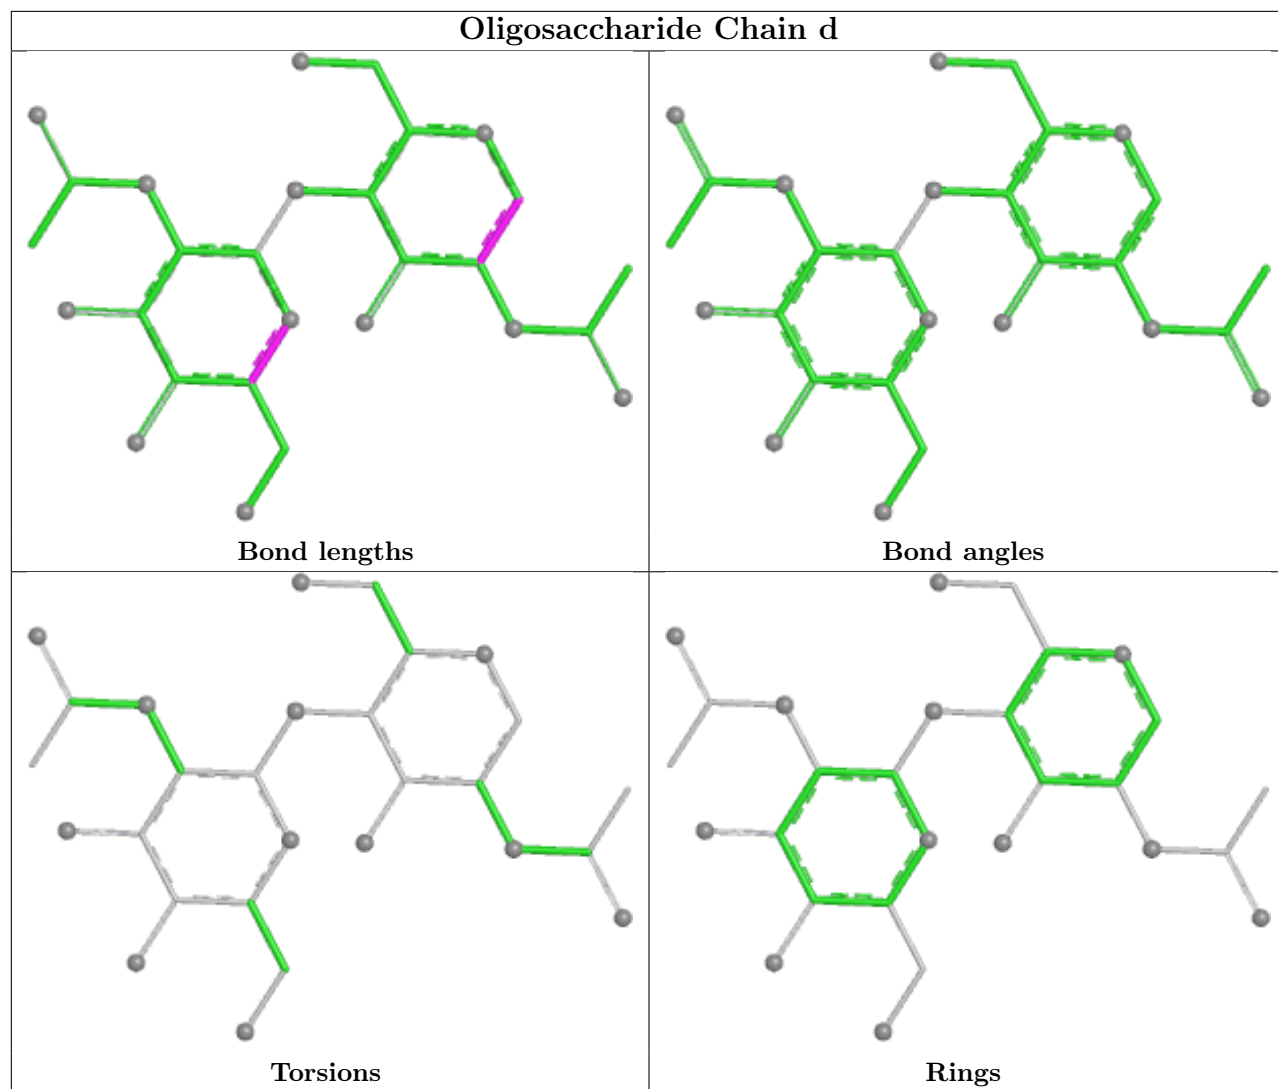 Oligosaccharide Chain d
Bond lengths
Bond angles
Torsions
Rings